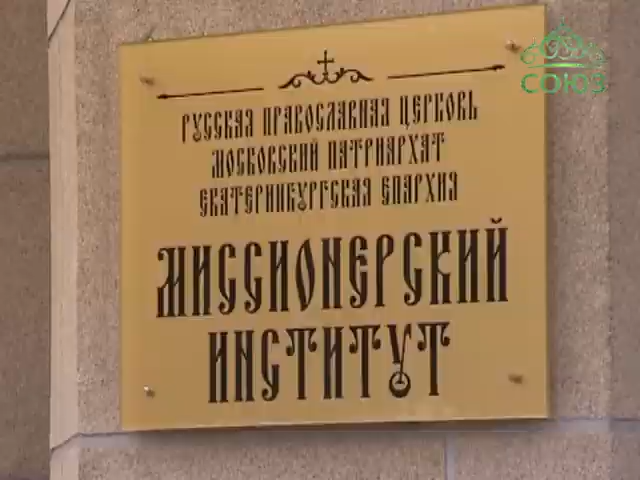 СОЮЗ
РУССКАЯ ПРАВОСЛАВНАЯ ЦЕРКОВЬ
МОСКОВСКИЙ ПАТРИАРХАТ
ЕКАТЕРИНБУРГСКАЯ ЕПАРХИЯ
МИССИОНЕРСКИЙ
ИНСТИТУТ